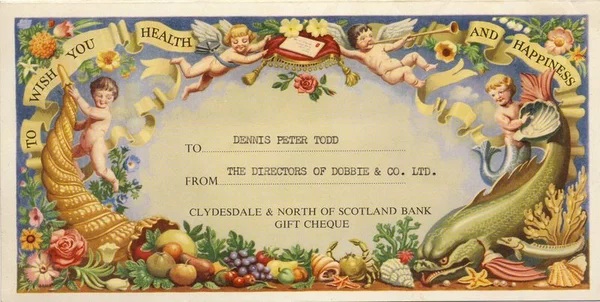 TO WISH YOU HEALTH AND HAPPINESS
TO DENNIS PETER TODD
FROM THE DIRECTORS OF DOBBIE & CO. LTD.
CLYDESDALE & NORTH OF SCOTLAND BANK
GIFT CHEQUE